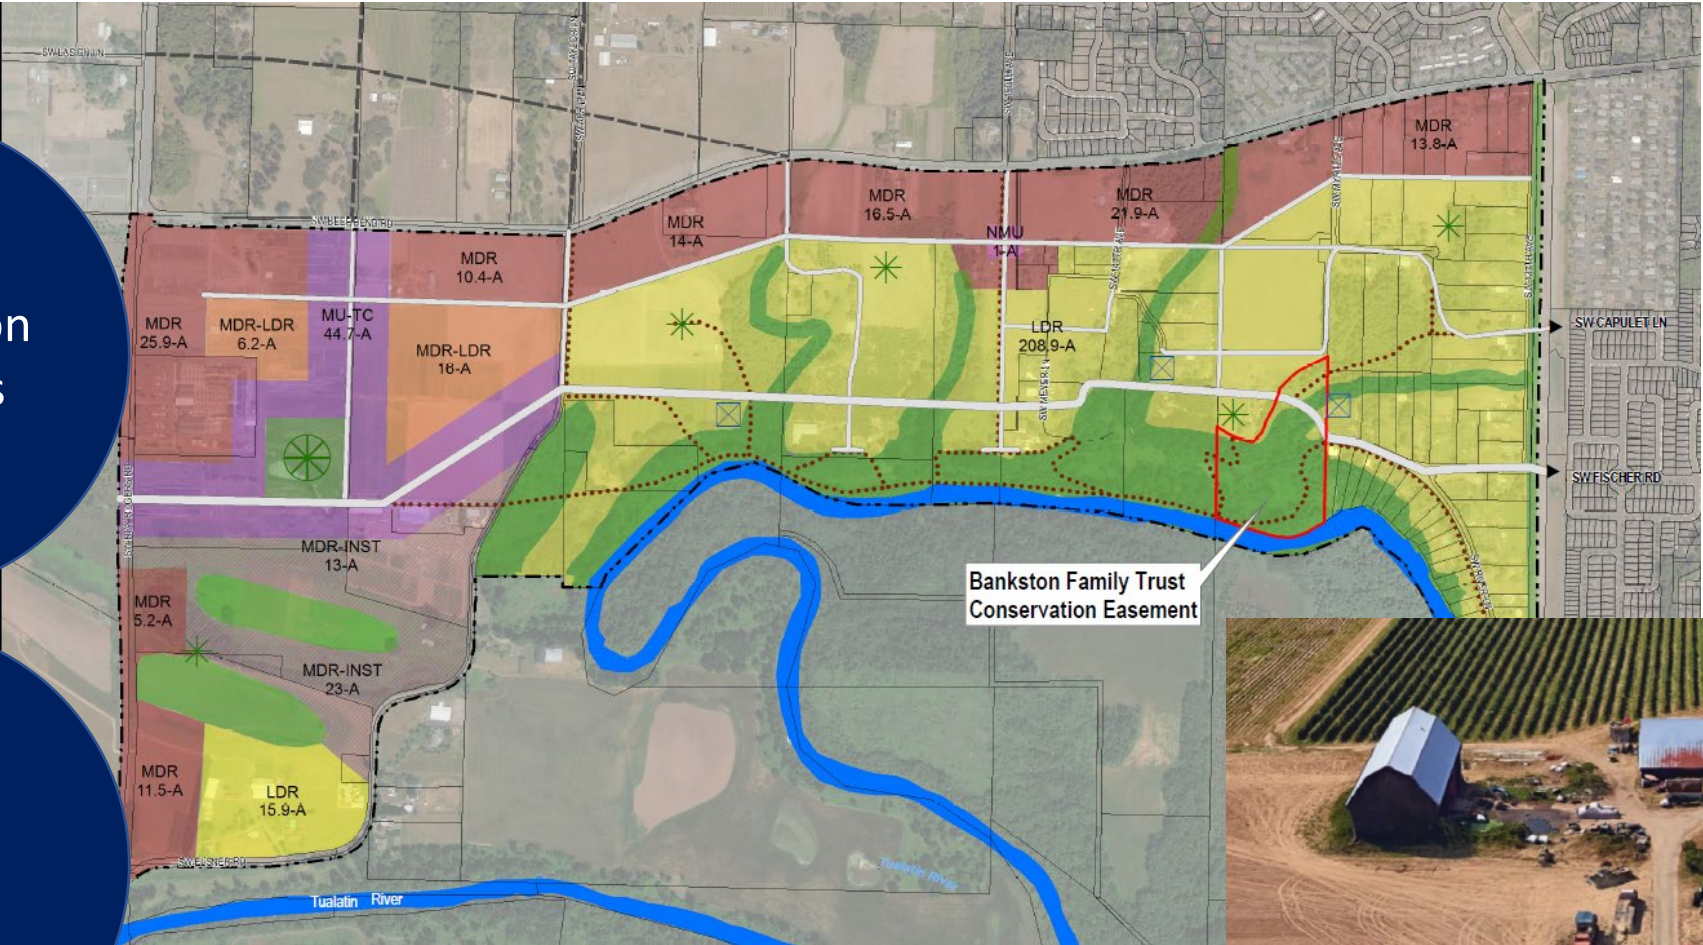 on
s
SW BEEF BEND RD
MDR
13.8-A
MDR
16.5-A
MDR
21.9-A
MDR
14-A
NMU
1-A
MDR
10.4-A
MDR
25.9-A
MDR-LDR
6.2-A
MU-TC
44.7-A
MDR-LDR
16-A
LDR
208.9-A
SW CAPULET LN
SW FISCHER RD
MDR-INST
13-A
Bankston Family Trust
Conservation Easement
MDR
5.2-A
MDR-INST
23-A
MDR
11.5-A
LDR
15.9-A
SW ELSNER RD
Tualatin River
Tualatin River